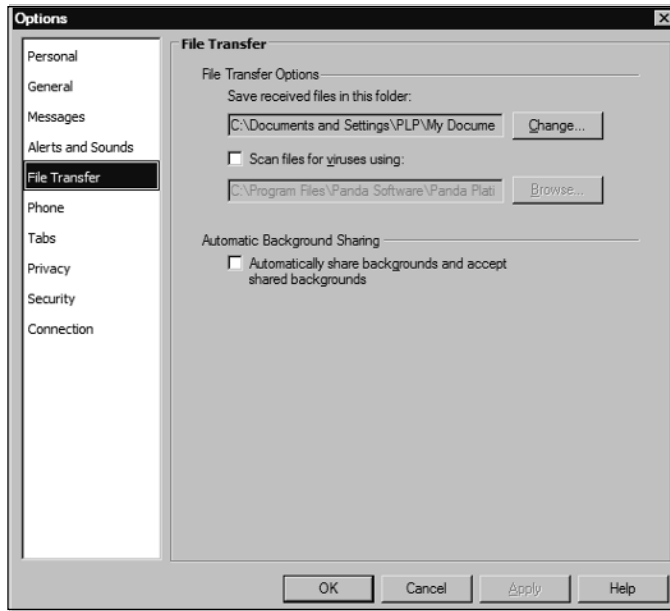 Options
Personal
General
Messages
Alerts and Sounds
File Transfer
Phone
Tabs
Privacy
Security
Connection
File Transfer
File Transfer Options
Save received files in this folder:
C:\Documents and Settings\PLP\My Docume
Change...
Scan files for viruses using:
C:\Program Files\Panda Software\Panda Plati
Browse...
Automatic Background Sharing
Automatically share backgrounds and accept
shared backgrounds
OK Cancel Apply Help